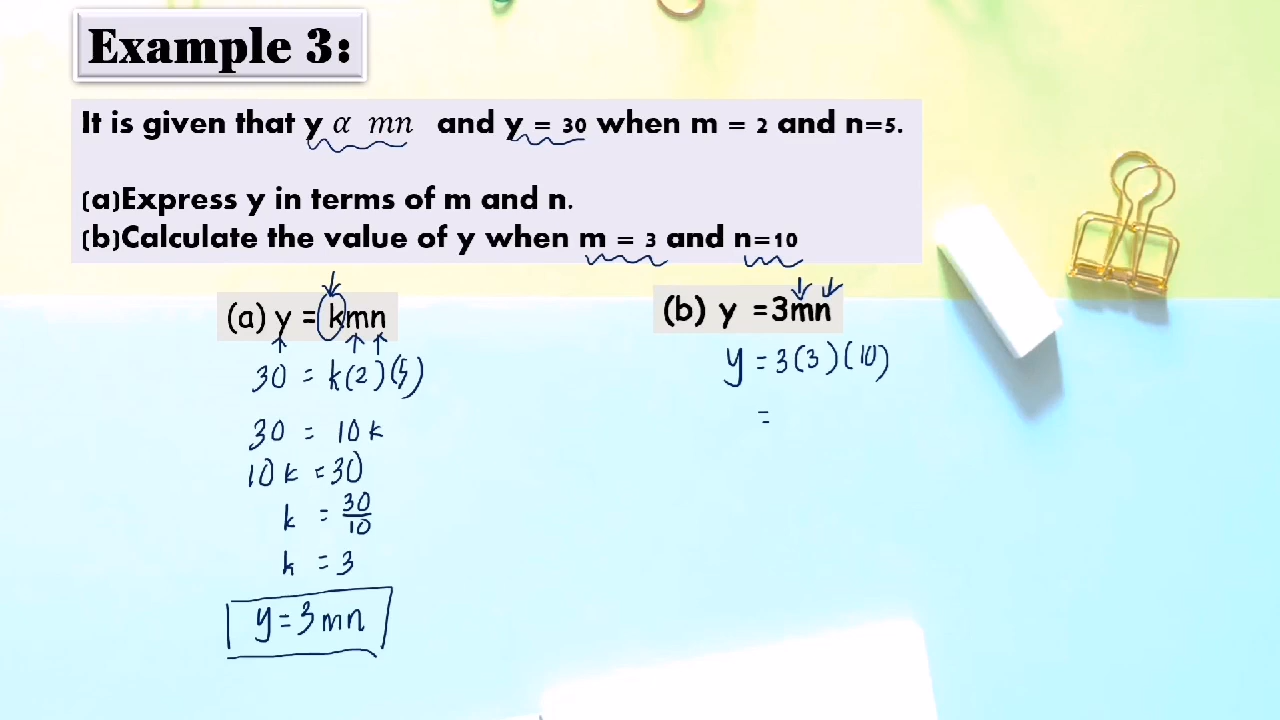 Example 3:
It is given that y α mn and y = 30 when m = 2 and n=5.
(a)Express y in terms of m and n.
(b)Calculate the value of y when m = 3 and n=10
(a) y = kmn
30 = k(2)(5)
30 = 10k
10k = 30
k = 30/10
k = 3
y = 3mn
(b) y =3mn
y = 3(3)(10)
=